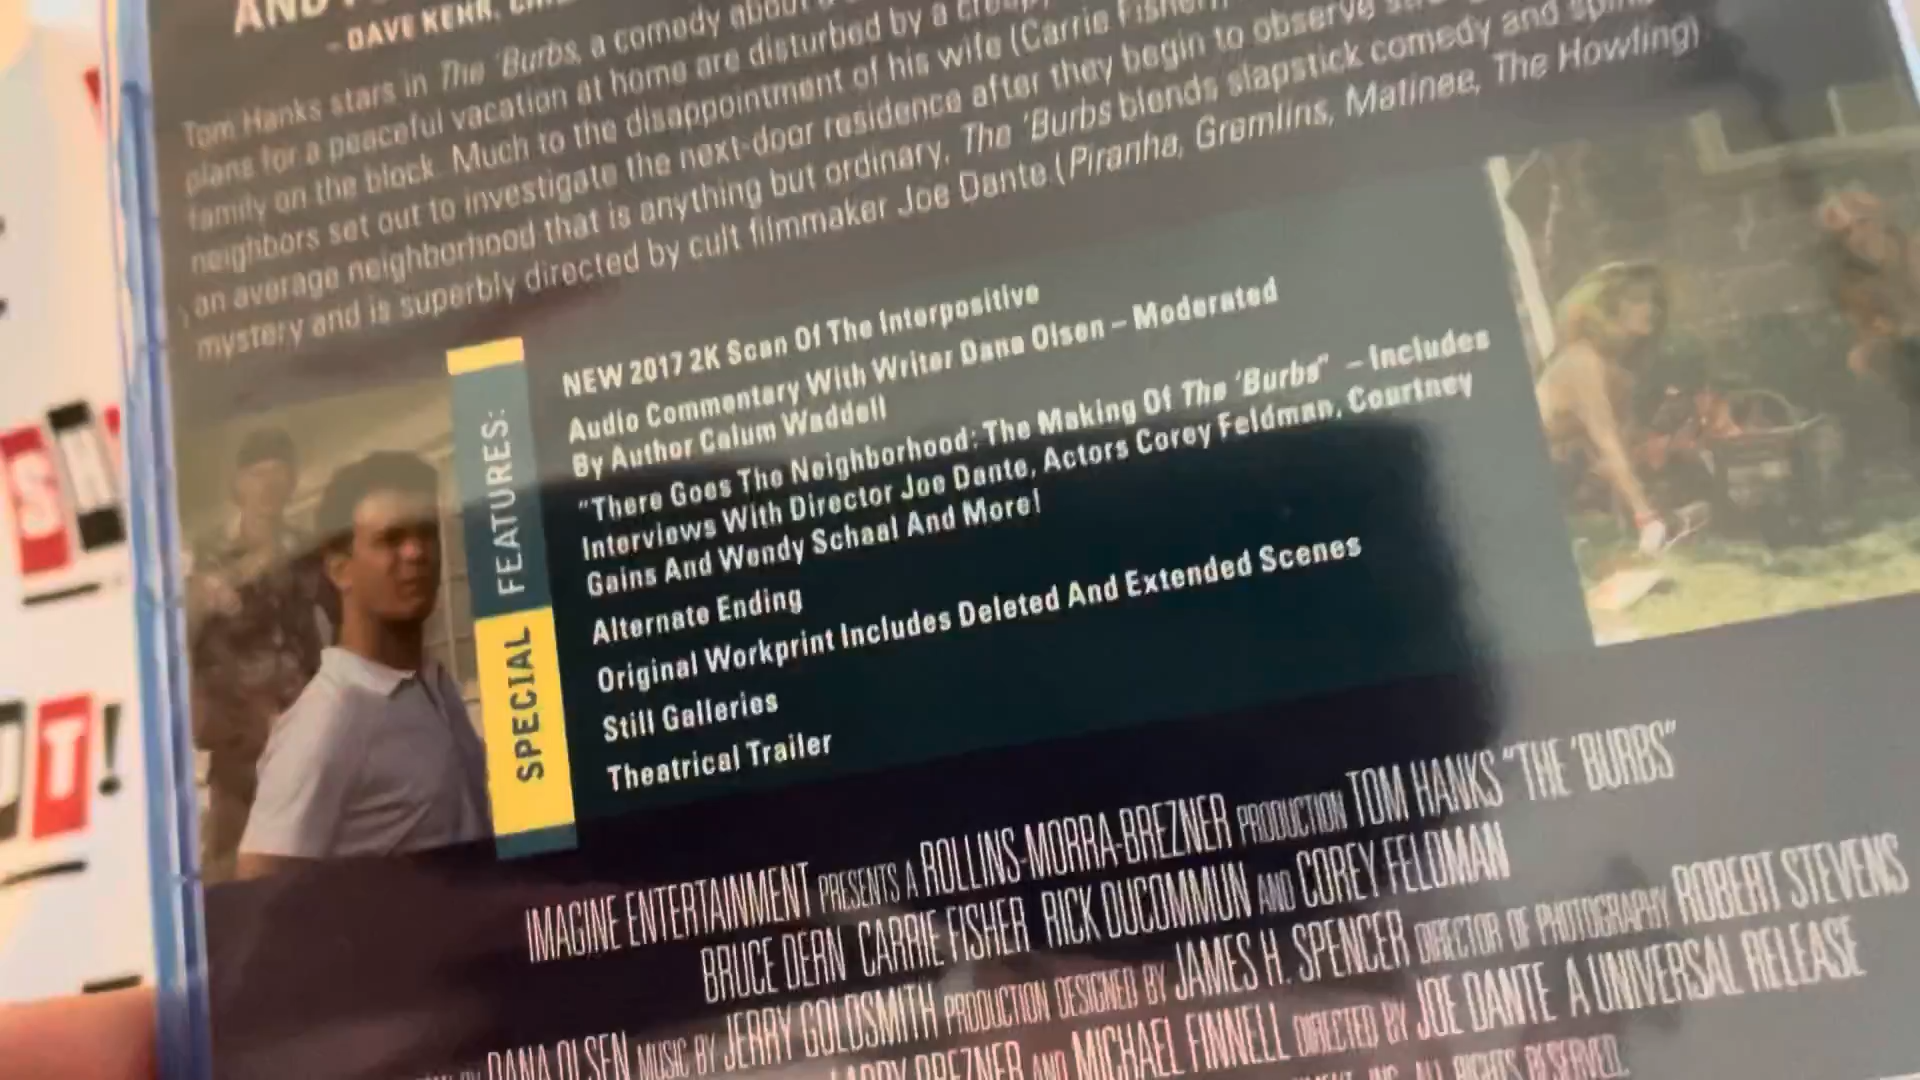 AND
– DAVE KEHR,
Tom Hanks stars in The 'Burbs, a comedy about
plans for a peaceful vacation at home are disturbed by a creepy
family on the block. Much to the disappointment of his wife (Carrie Fisher
neighbors set out to investigate the next-door residence after they begin to observe
an average neighborhood that is anything but ordinary. The 'Burbs blends slapstick comedy and
mystery and is superbly directed by cult filmmaker Joe Dante (Piranha, Gremlins, Matinee, The Howling)
SPECIAL FEATURES:
NEW 2017 2K Scan Of The Interpositive
Audio Commentary With Writer Dana Olsen – Moderated
By Author Calum Waddell
"There Goes The Neighborhood: The Making Of The 'Burbs" – Includes
Interviews With Director Joe Dante, Actors Corey Feldman, Courtney
Gains And Wendy Schaal And More!
Alternate Ending
Original Workprint Includes Deleted And Extended Scenes
Still Galleries
Theatrical Trailer
IMAGINE ENTERTAINMENT PRESENTS A ROLLINS-MORRA-BREZNER PRODUCTION TOM HANKS "THE 'BURBS"
BRUCE DERN CARRIE FISHER RICK DUCOMMUN AND COREY FELDMAN
DANA OLSEN MUSIC BY JERRY GOLDSMITH PRODUCTION DESIGNED BY JAMES H. SPENCER DIRECTOR OF PHOTOGRAPHY ROBERT STEVENS
LARRY BREZNER AND MICHAEL FINNELL DIRECTED BY JOE DANTE A UNIVERSAL RELEASE
INC. ALL RIGHTS RESERVED.